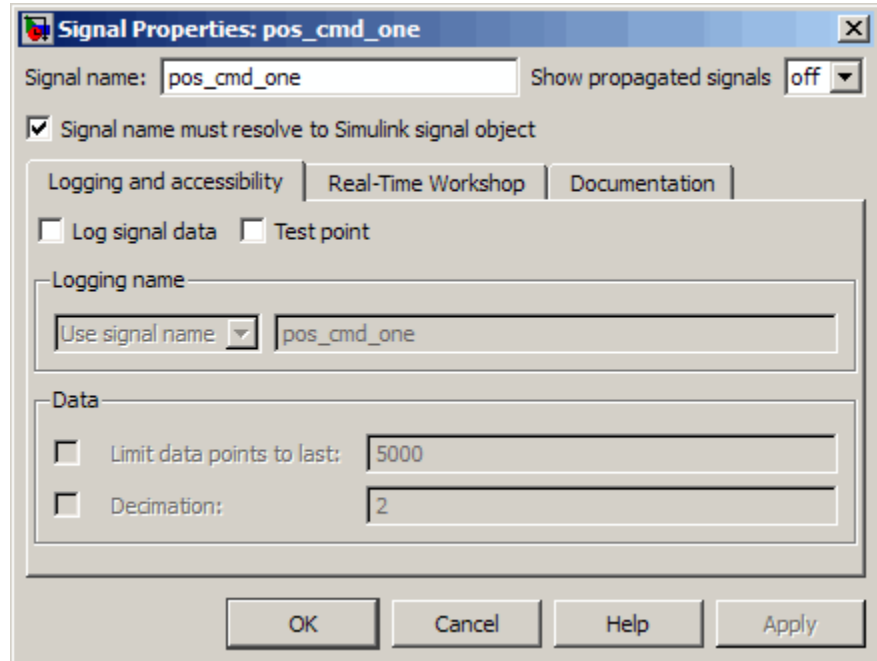 Signal Properties: pos_cmd_one
Signal name: pos_cmd_one Show propagated signals off
Signal name must resolve to Simulink signal object
Logging and accessibility Real-Time Workshop Documentation
Log signal data Test point
Logging name
Use signal name pos_cmd_one
Data
Limit data points to last: 5000
Decimation: 2
OK Cancel Help Apply